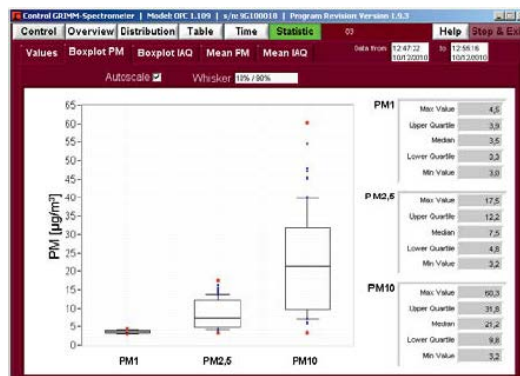 Control GRIMM-Spectrometer | Model: OPC 1.109 | s/n: 9G100018 | Program Revision Version 1.9.3
Control Overview Distribution Table Time Statistic 03 Help Stop & Exi
Values Boxplot PM Boxplot IAQ Mean PM Mean IAQ Data from 12:47:32 10/12/2010 to 12:55:16 10/12/2010
Autoscale Whisker 10% / 90%
PM [µg/m³]
65
60
55
50
45
40
35
30
25
20
15
10
5
0
PM1 PM2,5 PM10
PM1
Max Value 4,5
Upper Quartile 3,9
Median 3,5
Lower Quartile 3,3
Min Value 3,0
PM2,5
Max Value 17,5
Upper Quartile 12,2
Median 7,5
Lower Quartile 4,8
Min Value 3,2
PM10
Max Value 60,3
Upper Quartile 31,8
Median 21,2
Lower Quartile 9,8
Min Value 3,2